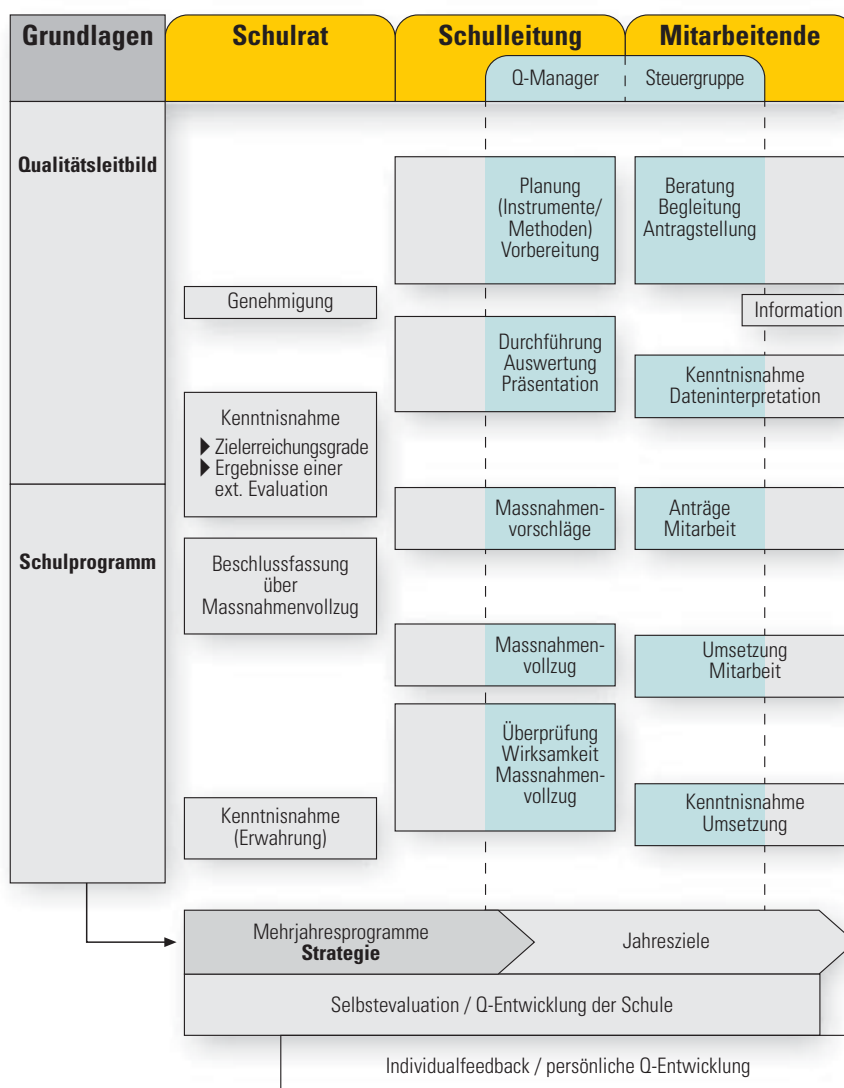 Grundlagen
Schulrat
Schulleitung
Mitarbeitende
Q-Manager
Steuergruppe
Qualitätsleitbild
Planung
(Instrumente/
Methoden)
Vorbereitung
Beratung
Begleitung
Antragstellung
Genehmigung
Information
Durchführung
Auswertung
Präsentation
Kenntnisnahme
Dateninterpretation
Kenntnisnahme
Zielerreichungsgrade
Ergebnisse einer
ext. Evaluation
Massnahmen-
vorschläge
Anträge
Mitarbeit
Schulprogramm
Beschlussfassung
über
Massnahmenvollzug
Massnahmen-
vollzug
Umsetzung
Mitarbeit
Überprüfung
Wirksamkeit
Massnahmen-
vollzug
Kenntnisnahme
(Erwahrung)
Kenntnisnahme
Umsetzung
Mehrjahresprogramme
Strategie
Jahresziele
Selbstevaluation / Q-Entwicklung der Schule
Individualfeedback / persönliche Q-Entwicklung